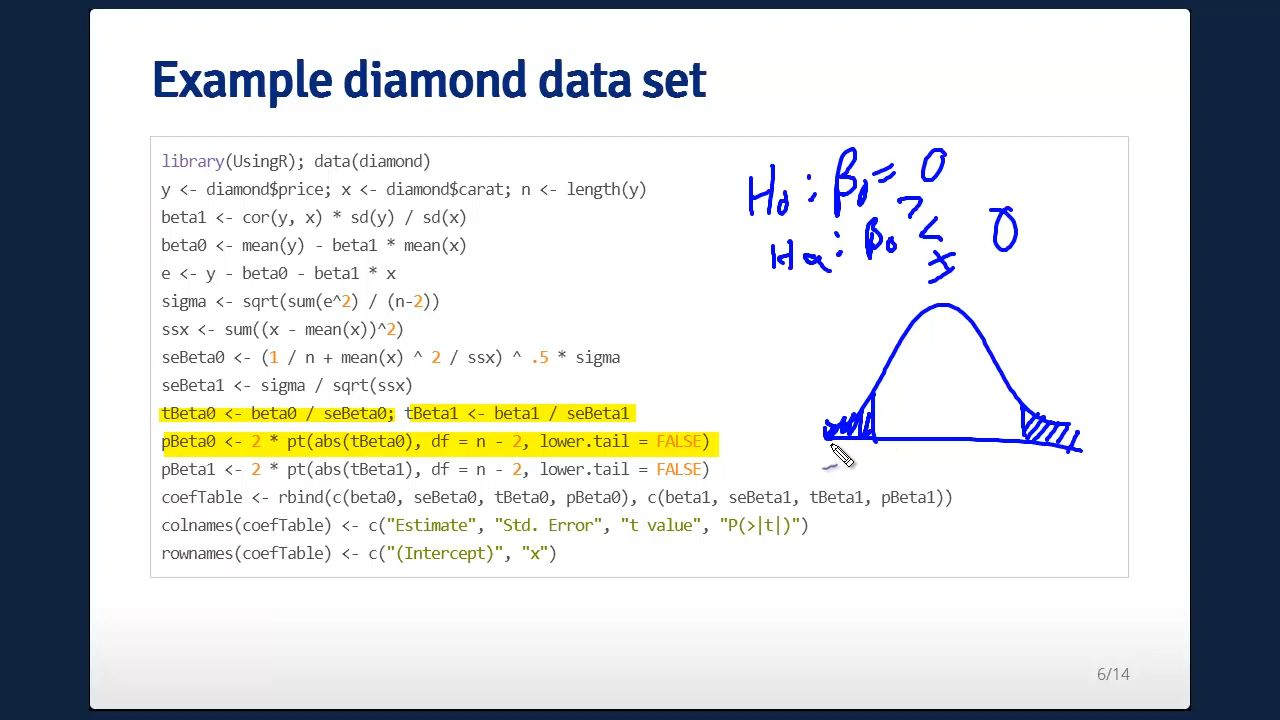 Example diamond data set
library(UsingR); data(diamond)
y <- diamond$price; x <- diamond$carat; n <- length(y)
beta1 <- cor(y, x) * sd(y) / sd(x)
beta0 <- mean(y) - beta1 * mean(x)
e <- y - beta0 - beta1 * x
sigma <- sqrt(sum(e^2) / (n-2))
ssx <- sum((x - mean(x))^2)
seBeta0 <- (1 / n + mean(x) ^ 2 / ssx) ^ .5 * sigma
seBeta1 <- sigma / sqrt(ssx)
tBeta0 <- beta0 / seBeta0; tBeta1 <- beta1 / seBeta1
pBeta0 <- 2 * pt(abs(tBeta0), df = n - 2, lower.tail = FALSE)
pBeta1 <- 2 * pt(abs(tBeta1), df = n - 2, lower.tail = FALSE)
coefTable <- rbind(c(beta0, seBeta0, tBeta0, pBeta0), c(beta1, seBeta1, tBeta1, pBeta1))
colnames(coefTable) <- c("Estimate", "Std. Error", "t value", "P(>|t|)")
rownames(coefTable) <- c("(Intercept)", "x")
H0 : β0 = 0
Ha : β0 > < ≠ 0
6/14